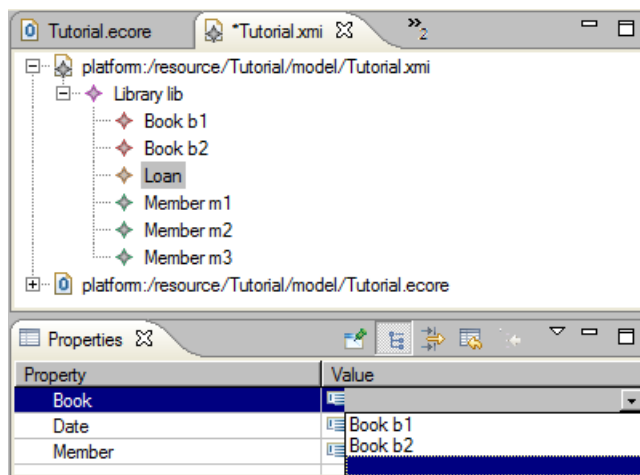 Tutorial.ecore *Tutorial.xmi »2
platform:/resource/Tutorial/model/Tutorial.xmi
Library lib
Book b1
Book b2
Loan
Member m1
Member m2
Member m3
platform:/resource/Tutorial/model/Tutorial.ecore
Properties
Property Value
Book
Date Book b1
Member Book b2